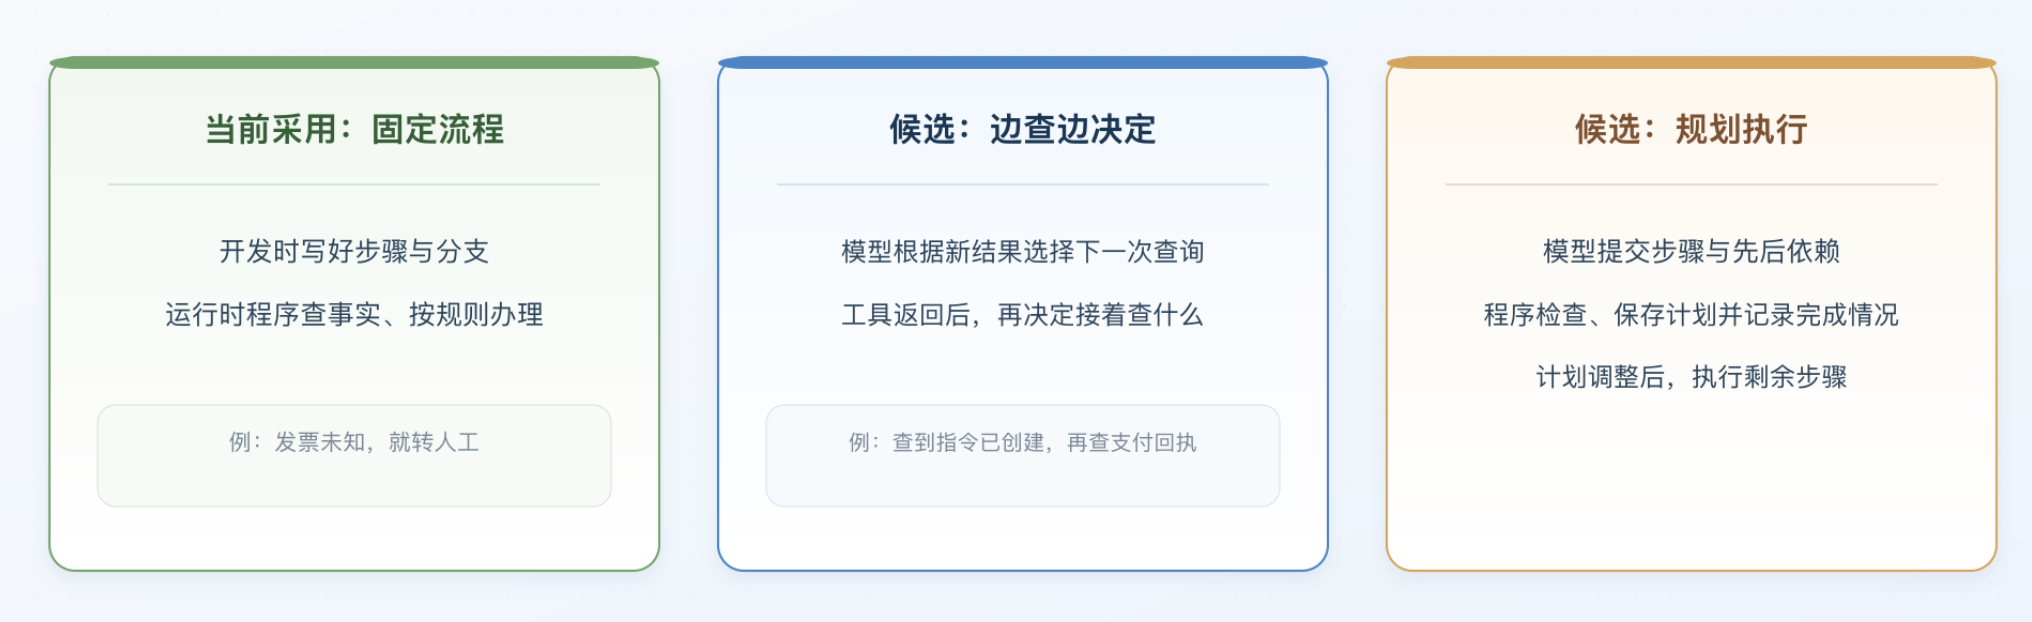 当前采用：固定流程
开发时写好步骤与分支
运行时程序查事实、按规则办理
例：发票未知，就转人工
候选：边查边决定
模型根据新结果选择下一次查询
工具返回后，再决定接着查什么
例：查到指令已创建，再查支付回执
候选：规划执行
模型提交步骤与先后依赖
程序检查、保存计划并记录完成情况
计划调整后，执行剩余步骤